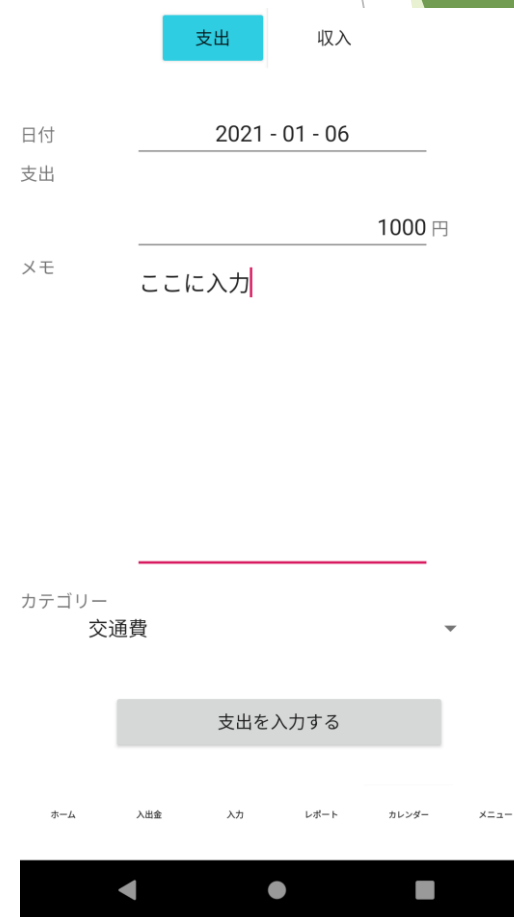 支出 収入
日付 2021 - 01 - 06
支出
1000 円
メモ
ここに入力
カテゴリー
交通費
支出を入力する
ホーム 入出金 入力 レポート カレンダー メニュー